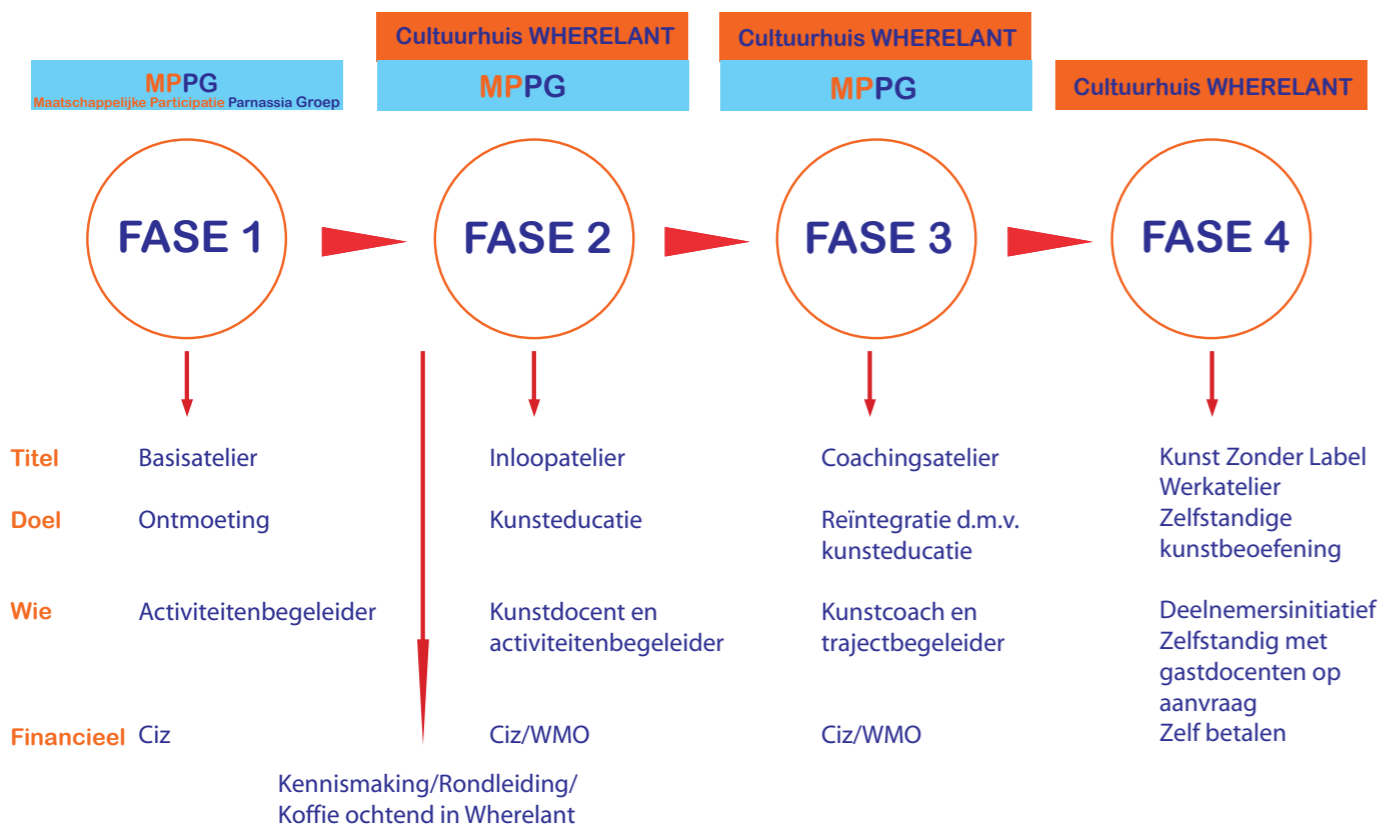 Cultuurhuis WHERELANT
Cultuurhuis WHERELANT
MPPG
Maatschappelijke Participatie Parnassia Groep
MPPG
MPPG
Cultuurhuis WHERELANT
FASE 1
FASE 2
FASE 3
FASE 4
Titel
Basisatelier
Inloopatelier
Coachingsatelier
Kunst Zonder Label
Werkatelier
Doel
Ontmoeting
Kunsteducatie
Reïntegratie d.m.v.
kunsteducatie
Zelfstandige
kunstbeoefening
Wie
Activiteitenbegeleider
Kunstdocent en
activiteitenbegeleider
Kunstcoach en
trajectbegeleider
Deelnemersinitiatief
Zelfstandig met
gastdocenten op
aanvraag
Financieel
Ciz
Ciz/WMO
Ciz/WMO
Zelf betalen
Kennismaking/Rondleiding/
Koffie ochtend in Wherelant